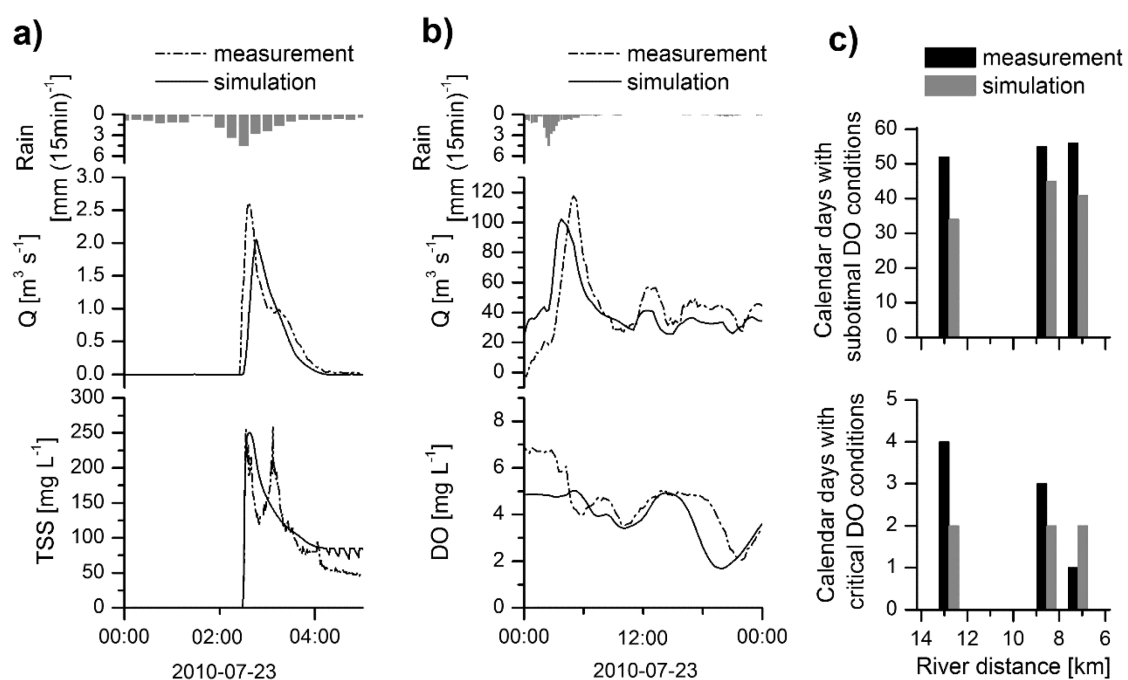 a)
measurement
simulation
Rain
[mm (15min)⁻¹]
0
3
6
Q [m³ s⁻¹]
3.0
2.5
2.0
1.5
1.0
0.5
0.0
TSS [mg L⁻¹]
300
250
200
150
100
50
0
00:00 02:00 04:00
2010-07-23
b)
measurement
simulation
Rain
[mm (15min)⁻¹]
0
3
6
Q [m³ s⁻¹]
120
100
80
60
40
20
0
DO [mg L⁻¹]
8
6
4
2
0
00:00 12:00 00:00
2010-07-23
c)
measurement
simulation
Calendar days with
subotimal DO conditions
60
50
40
30
20
10
0
Calendar days with
critical DO conditions
5
4
3
2
1
0
14 12 10 8 6
River distance [km]